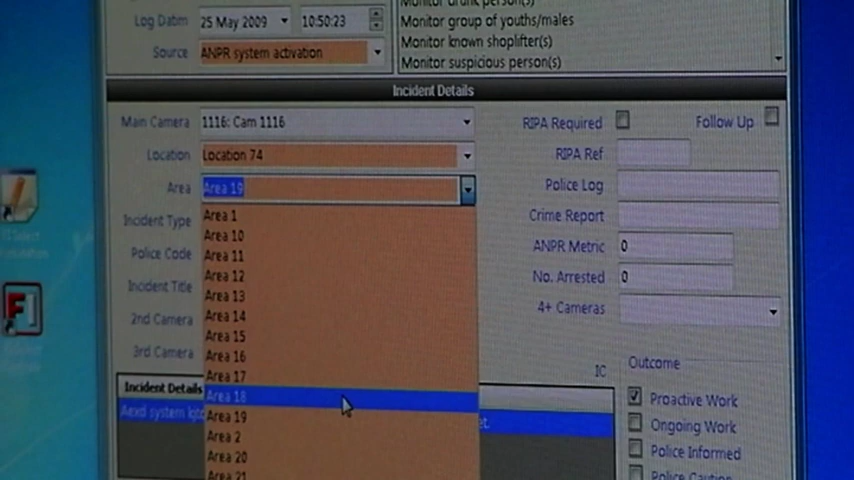 Monitor drunk person(s)
Log Datim 25 May 2009 10:50:23
Monitor group of youths/males
Monitor known shoplifter(s)
Source ANPR system activation
Monitor suspicious person(s)
Incident Details
Main Camera 1116: Cam 1116
RIPA Required Follow Up
Location Location 74
RIPA Ref
Area Area 19
Police Log
Incident Type
Area 1
Crime Report
Area 10
Police Code
Area 11
ANPR Metric 0
Area 12
Incident Title
Area 13
No. Arrested 0
2nd Camera
Area 14
4+ Cameras
Area 15
3rd Camera
Area 16
IC
Outcome
Area 17
Incident Details
Area 18
Proactive Work
Aexd system
Area 19
Ongoing Work
Area 2
Area 20
Police Informed
Area 21
Police Caution